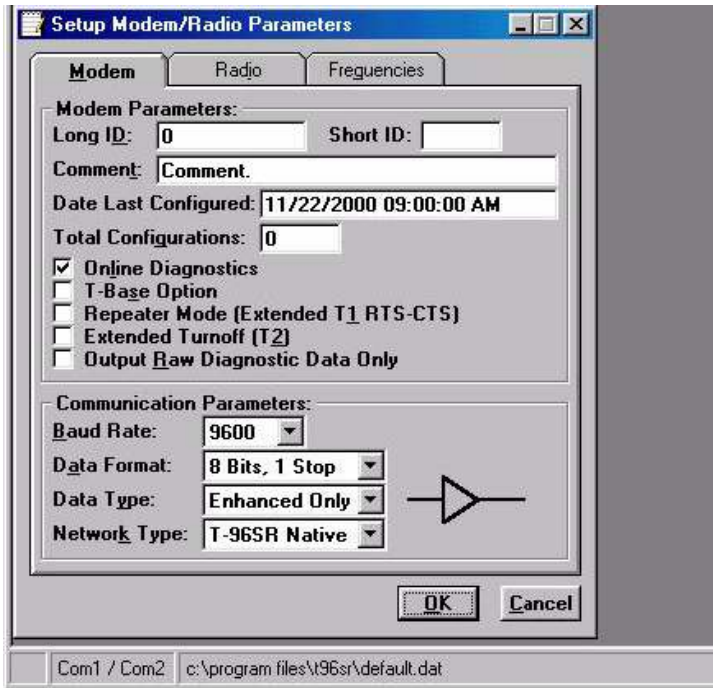 Setup Modem/Radio Parameters
Modem Radio Freguencies
Modem Parameters:
Long ID: 0 Short ID:
Comment: Comment.
Date Last Configured: 11/22/2000 09:00:00 AM
Total Configurations: 0
Online Diagnostics
T-Base Option
Repeater Mode (Extended T1 RTS-CTS)
Extended Turnoff (T2)
Output Raw Diagnostic Data Only
Communication Parameters:
Baud Rate: 9600
Data Format: 8 Bits, 1 Stop
Data Type: Enhanced Only
Network Type: T-96SR Native
OK Cancel
Com1 / Com2 c:\program files\t96sr\default.dat